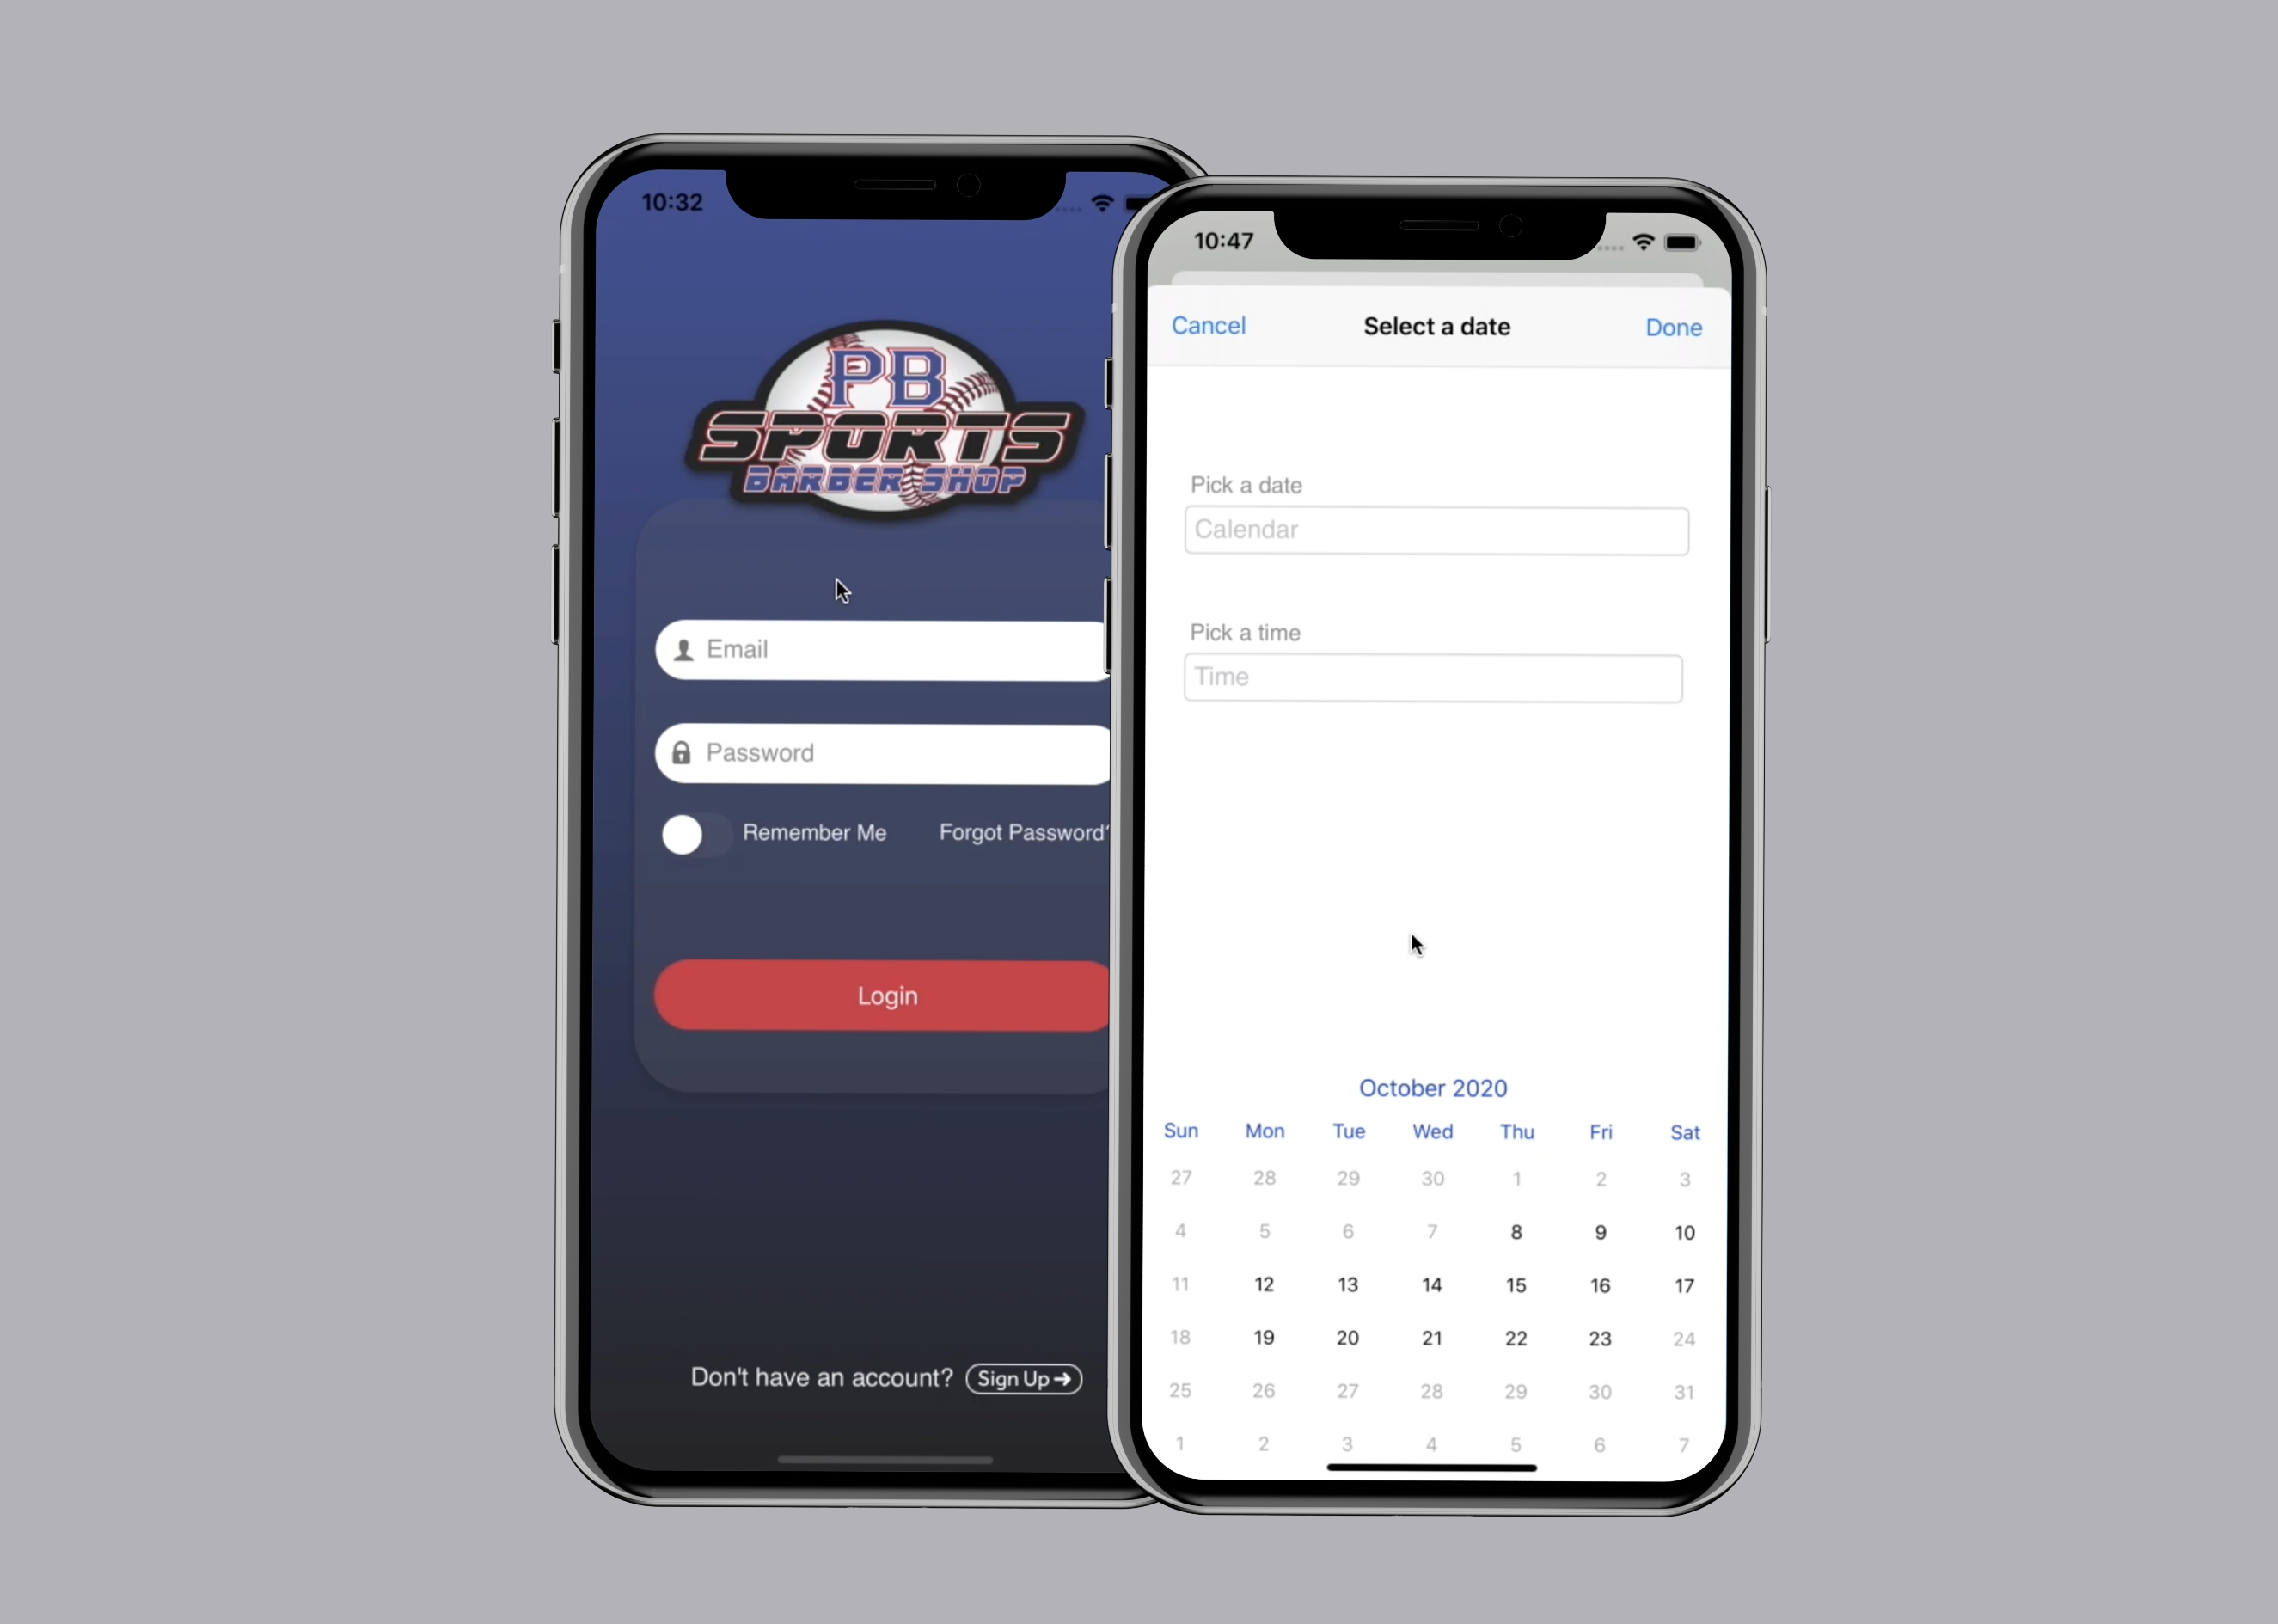 10:32
PB
SPORTS
BARBER SHOP
Email
Password
Remember Me Forgot Password?
Login
Don't have an account? Sign Up→
10:47
Cancel Select a date Done
Pick a date
Calendar
Pick a time
Time
October 2020
Sun Mon Tue Wed Thu Fri Sat
27 28 29 30 1 2 3
4 5 6 7 8 9 10
11 12 13 14 15 16 17
18 19 20 21 22 23 24
25 26 27 28 29 30 31
1 2 3 4 5 6 7